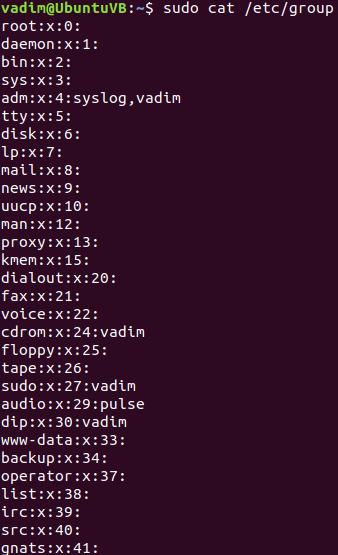 vadim@UbuntuVB:~$ sudo cat /etc/group
root:x:0:
daemon:x:1:
bin:x:2:
sys:x:3:
adm:x:4:syslog,vadim
tty:x:5:
disk:x:6:
lp:x:7:
mail:x:8:
news:x:9:
uucp:x:10:
man:x:12:
proxy:x:13:
kmem:x:15:
dialout:x:20:
fax:x:21:
voice:x:22:
cdrom:x:24:vadim
floppy:x:25:
tape:x:26:
sudo:x:27:vadim
audio:x:29:pulse
dip:x:30:vadim
www-data:x:33:
backup:x:34:
operator:x:37:
list:x:38:
irc:x:39:
src:x:40:
gnats:x:41: